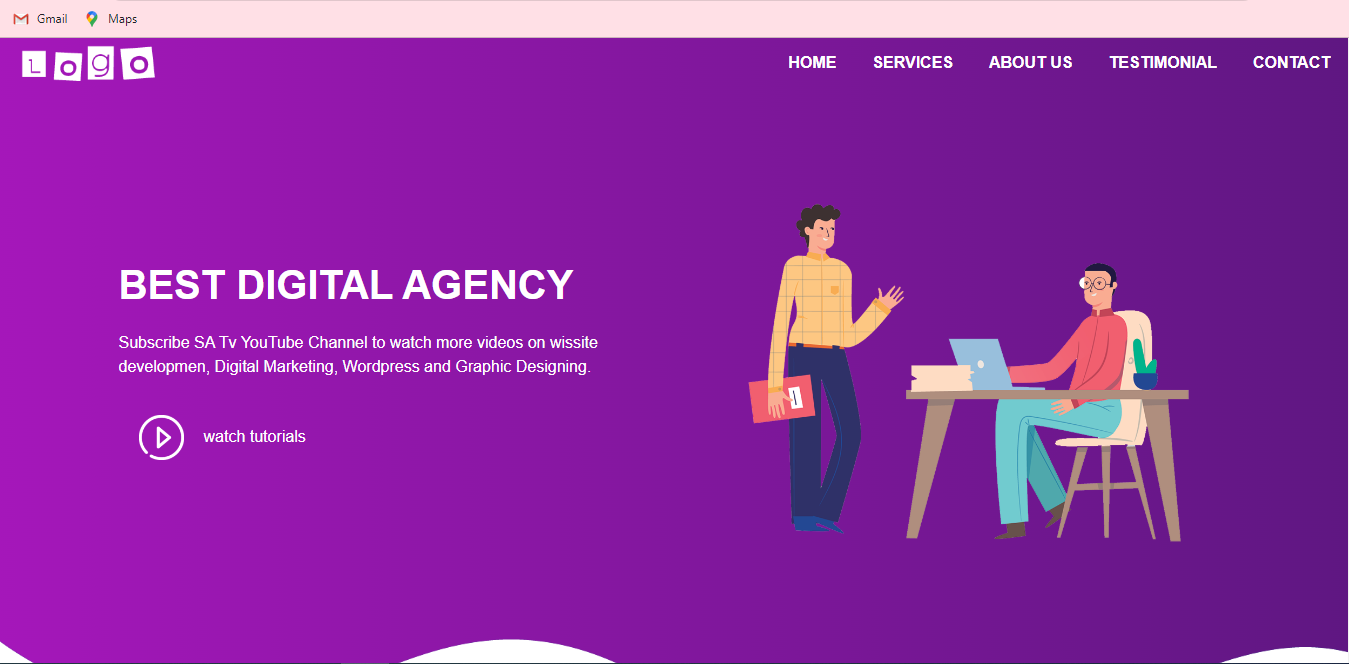 Gmail Maps
Logo HOME SERVICES ABOUT US TESTIMONIAL CONTACT
BEST DIGITAL AGENCY
Subscribe SA Tv YouTube Channel to watch more videos on wissite
developmen, Digital Marketing, Wordpress and Graphic Designing.
watch tutorials